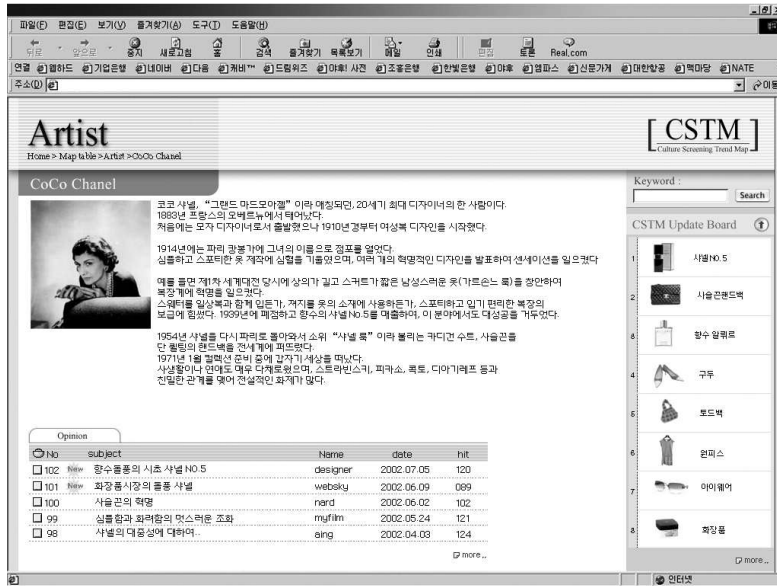 파일(F) 편집(E) 보기(V) 즐겨찾기(A) 도구(T) 도움말(H)
뒤로 앞으로 중지 새로고침 홈 검색 즐겨찾기 목록보기 메일 인쇄 편집 토론 Real.com
연결 웹하드 기업은행 네이버 다음 캐비™ 드림위즈 야후! 사전 조흥은행 한빛은행 야후 엠파스 신문가게 대한항공 맥마당 NATE
주소(D) 이동
Artist
Home > Map table >Artist >CoCo Chanel
[ CSTM ]
Culture Screening Trend Map
CoCo Chanel
코코 샤넬, “그랜드 마드모아젤” 이라 애칭되던, 20세기 최대 디자이너의 한 사람이다.
1883년 프랑스의 오베르뉴에서 태어났다.
처음에는 모자 디자이너로서 출발했으나 1910년경부터 여성복 디자인을 시작했다.
1914년에는 파리 캉봉가에 그녀의 이름으로 점포를 열었다.
심플하고 스포티한 옷 제작에 심혈을 기울였으며, 여러 개의 혁명적인 디자인을 발표하여 센세이션을 일으켰다
예를 들면 제1차 세계대전 당시에 상의가 길고 스커트가 짧은 남성스러운 옷(가르손느 룩)을 창안하여
복장계에 혁명을 일으켰다.
스웨터를 일상복과 함께 입든가, 져지를 옷의 소재에 사용하든가, 스포티하고 입기 편리한 복장의
보급에 힘썼다. 1939년에 폐점하고 향수의 샤넬 No.5를 매출하여, 이 분야에서도 대성공을 거두었다.
1954년 샤넬을 다시 파리로 돌아와서 소위 “샤넬 룩” 이라 불리는 카디건 수트, 사슬끈을
단 퀼팅의 핸드백을 전세계에 퍼뜨렸다.
1971년 1월 컬렉션 준비 중에 갑자기 세상을 떠났다.
사생활이나 연애도 매우 다채로웠으며, 스트라빈스키, 피카소, 콕토, 디아기레프 등과
친밀한 관계를 맺어 전설적인 화제가 많다.
Keyword :
Search
CSTM Update Board
1 샤넬NO. 5
2 사슬끈핸드백
3 향수 알뤼르
4 구두
5 토드백
6 원피스
7 아이웨어
8 화장품
more..
Opinion
No subject Name date hit
102 New 향수돌풍의 시초 샤넬 NO.5 designer 2002.07.05 120
101 New 화장품시장의 돌풍 샤넬 websky 2002.06.09 089
100 사슬끈의 혁명 nard 2002.06.02 102
99 심플함과 화려함의 멋스러운 조화 myfilm 2002.05.24 121
98 샤넬의 대중성에 대하여.. aing 2002.04.03 124
more..
인터넷